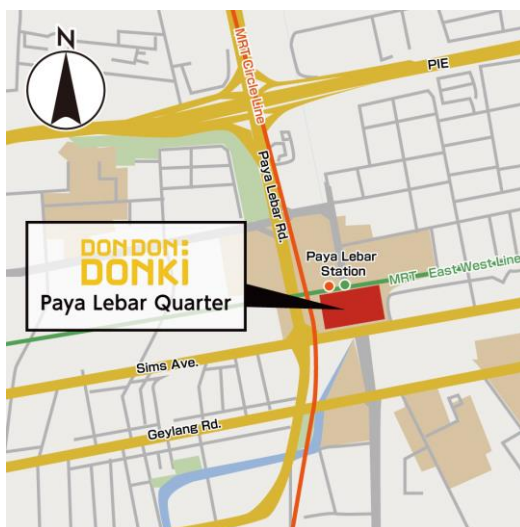 N
MRT Circle Line
PIE
Paya Lebar Rd.
DON DON:
DONKI
Paya Lebar Quarter
Paya Lebar
Station
MRT East West Line
Sims Ave.
Geylang Rd.